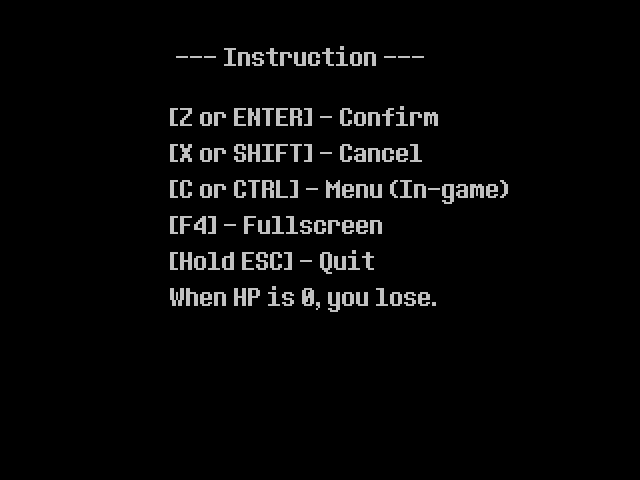 --- Instruction ---
[Z or ENTER] - Confirm
[X or SHIFT] - Cancel
[C or CTRL] - Menu (In-game)
[F4] - Fullscreen
[Hold ESC] - Quit
When HP is 0, you lose.